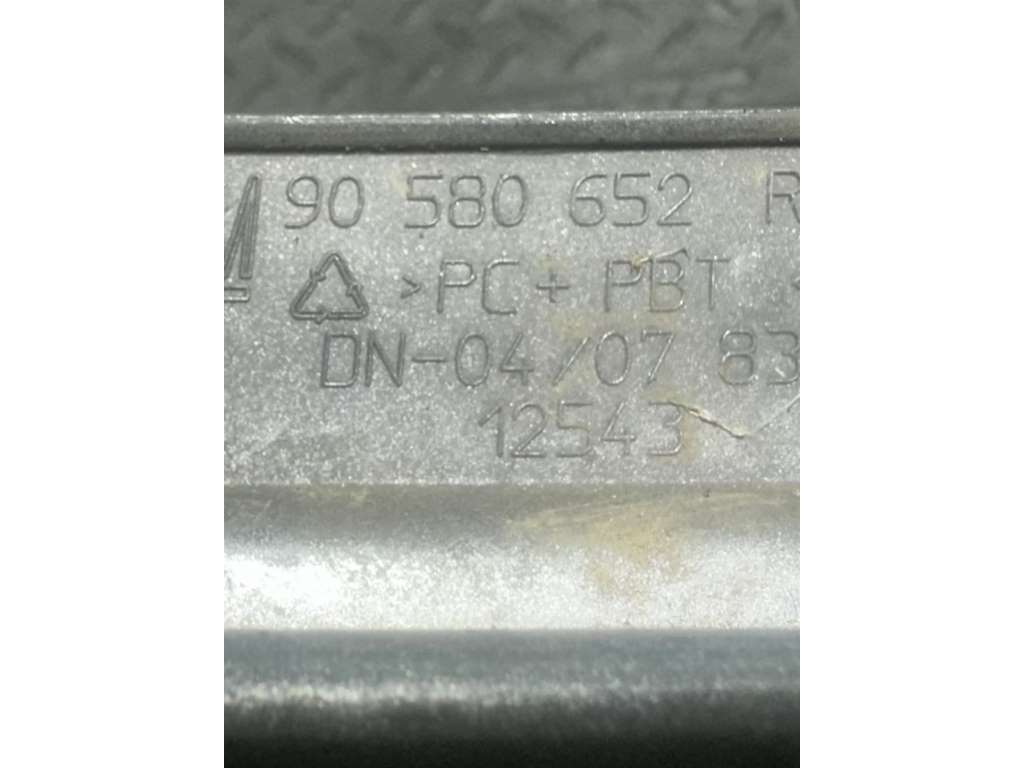 90 580 652 R
>PC + PBT <
DN-04/07 83
12543